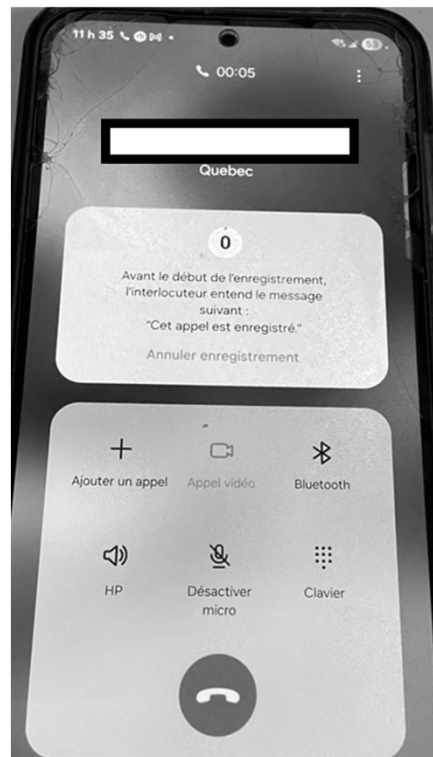 11 h 35
53
00:05
Quebec
0
Avant le début de l'enregistrement,
l'interlocuteur entend le message
suivant :
"Cet appel est enregistré."
Annuler enregistrement
Ajouter un appel
Appel vidéo
Bluetooth
HP
Désactiver
micro
Clavier